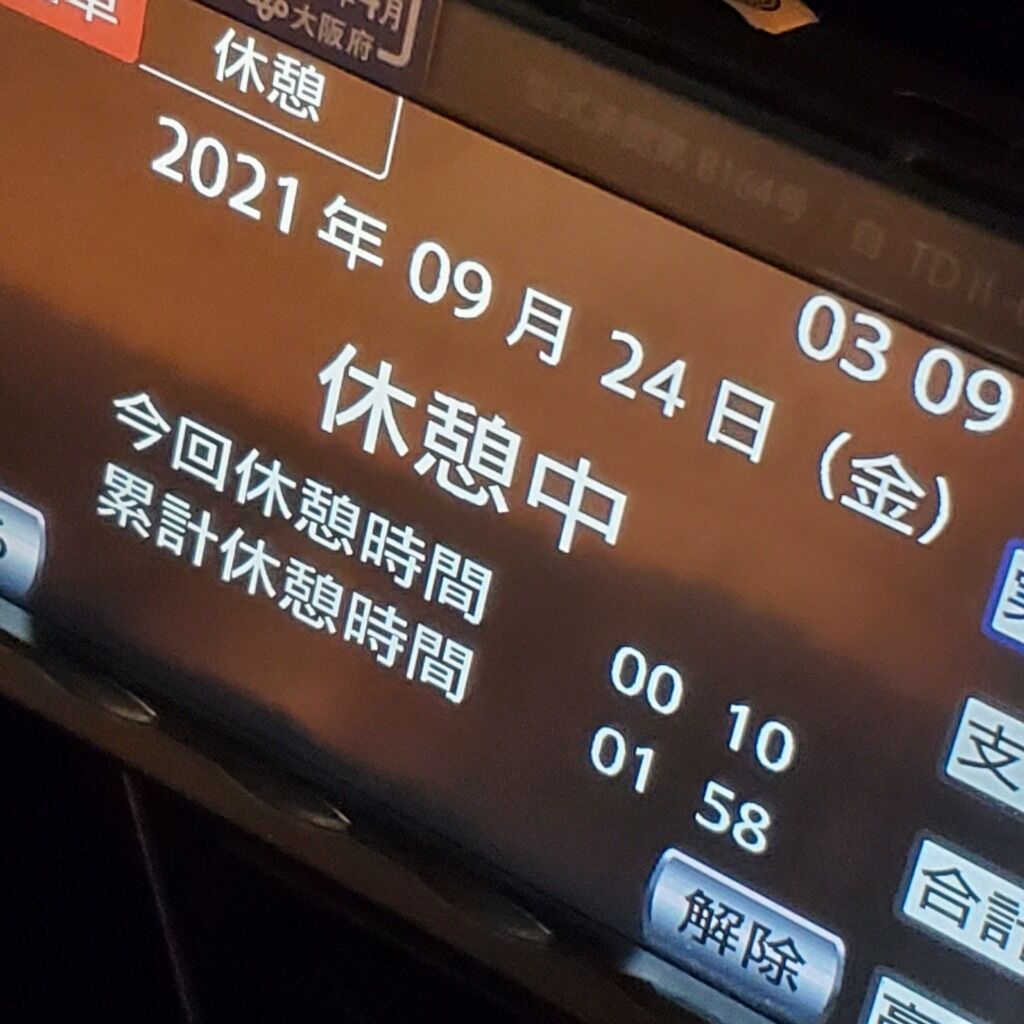 大阪府
休憩
2021年09月24日(金) 03 09
休憩中
今回休憩時間 00 10
累計休憩時間 01 58
解除
支
合計